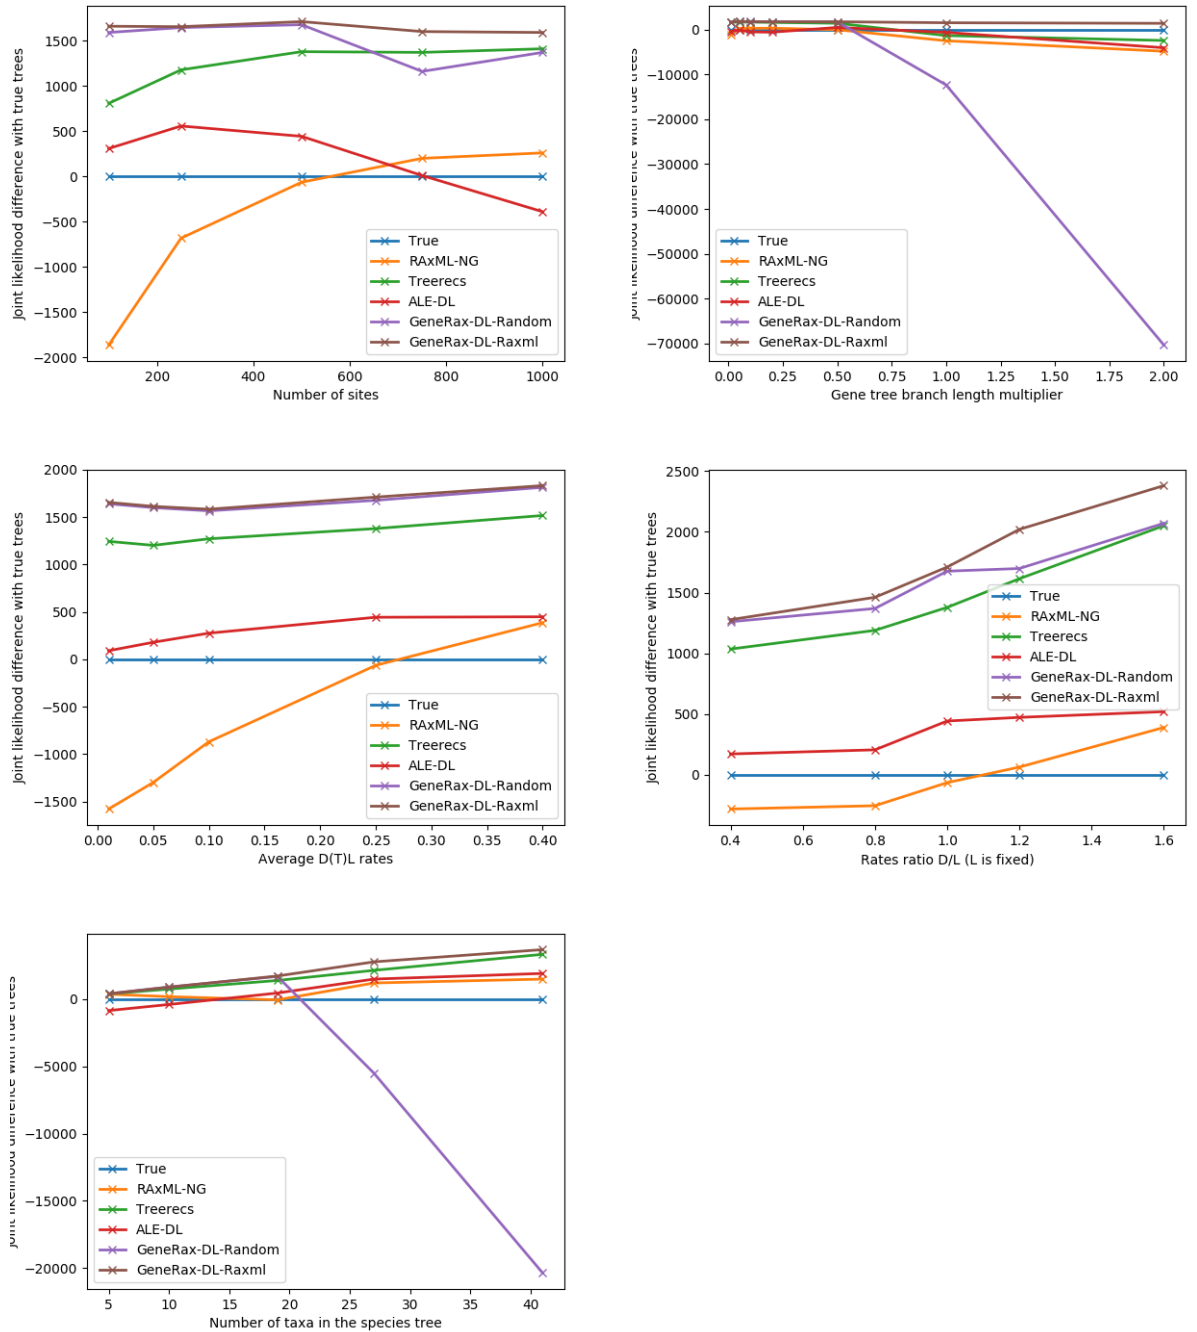 Joint likelihood difference with true trees
1500
1000
500
0
−500
−1000
−1500
−2000
True
RAxML-NG
Treerecs
ALE-DL
GeneRax-DL-Random
GeneRax-DL-Raxml
200 400 600 800 1000
Number of sites
likelihood difference with true trees
0
−10000
−20000
−30000
−40000
−50000
−60000
−70000
True
RAxML-NG
Treerecs
ALE-DL
GeneRax-DL-Random
GeneRax-DL-Raxml
0.00 0.25 0.50 0.75 1.00 1.25 1.50 1.75 2.00
Gene tree branch length multiplier
Joint likelihood difference with true trees
2000
1500
1000
500
0
−500
−1000
−1500
True
RAxML-NG
Treerecs
ALE-DL
GeneRax-DL-Random
GeneRax-DL-Raxml
0.00 0.05 0.10 0.15 0.20 0.25 0.30 0.35 0.40
Average D(T)L rates
Joint likelihood difference with true trees
2500
2000
1500
1000
500
0
True
RAxML-NG
Treerecs
ALE-DL
GeneRax-DL-Random
GeneRax-DL-Raxml
0.4 0.6 0.8 1.0 1.2 1.4 1.6
Rates ratio D/L (L is fixed)
likelihood difference with true trees
0
−5000
−10000
−15000
−20000
True
RAxML-NG
Treerecs
ALE-DL
GeneRax-DL-Random
GeneRax-DL-Raxml
5 10 15 20 25 30 35 40
Number of taxa in the species tree